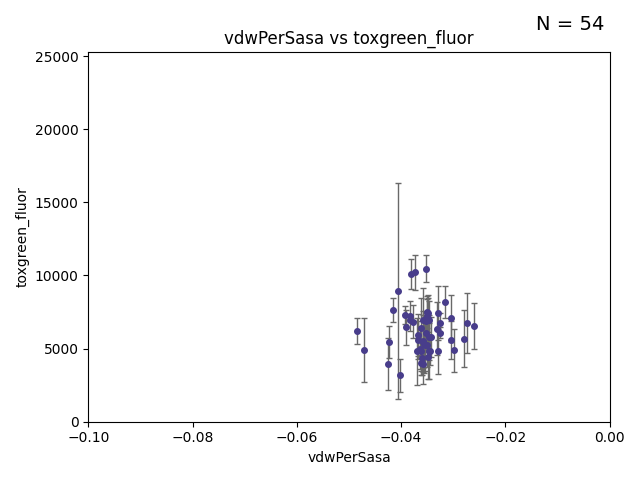 N = 54
vdwPerSasa vs toxgreen_fluor
25000
20000
15000
10000
5000
0
toxgreen_fluor
−0.10 −0.08 −0.06 −0.04 −0.02 0.00
vdwPerSasa